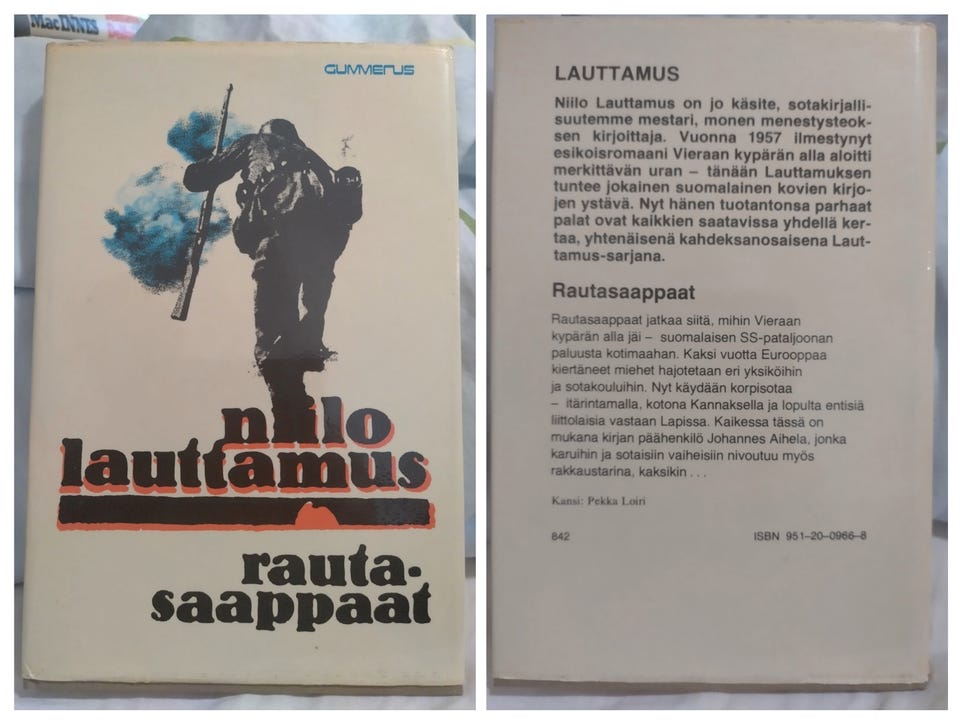 MacINNES
GUMMERUS
niilo
lauttamus
rauta-
saappaat
LAUTTAMUS
Niilo Lauttamus on jo käsite, sotakirjalli-
suutemme mestari, monen menestysteok-
sen kirjoittaja. Vuonna 1957 ilmestynyt
esikoisromaani Vieraan kypärän alla aloitti
merkittävän uran – tänään Lauttamuksen
tuntee jokainen suomalainen kovien kirjo-
jen ystävä. Nyt hänen tuotantonsa parhaat
palat ovat kaikkien saatavissa yhdellä ker-
taa, yhtenäisenä kahdeksanosaisena Laut-
tamus-sarjana.
Rautasaappaat
Rautasaappaat jatkaa siitä, mihin Vieraan
kypärän alla jäi – suomalaisen SS-pataljoonan
paluusta kotimaahan. Kaksi vuotta Eurooppaa
kiertäneet miehet hajotetaan eri yksiköihin
ja sotakouluihin. Nyt käydään korpisotaa
– itärintamalla, kotona Kannaksella ja lopulta entisiä
liittolaisia vastaan Lapissa. Kaikessa tässä on
mukana kirjan päähenkilö Johannes Aihela, jonka
karuihin ja sotaisiin vaiheisiin nivoutuu myös
rakkaustarina, kaksikin . . .
Kansi: Pekka Loiri
842 ISBN 951–20–0966–8